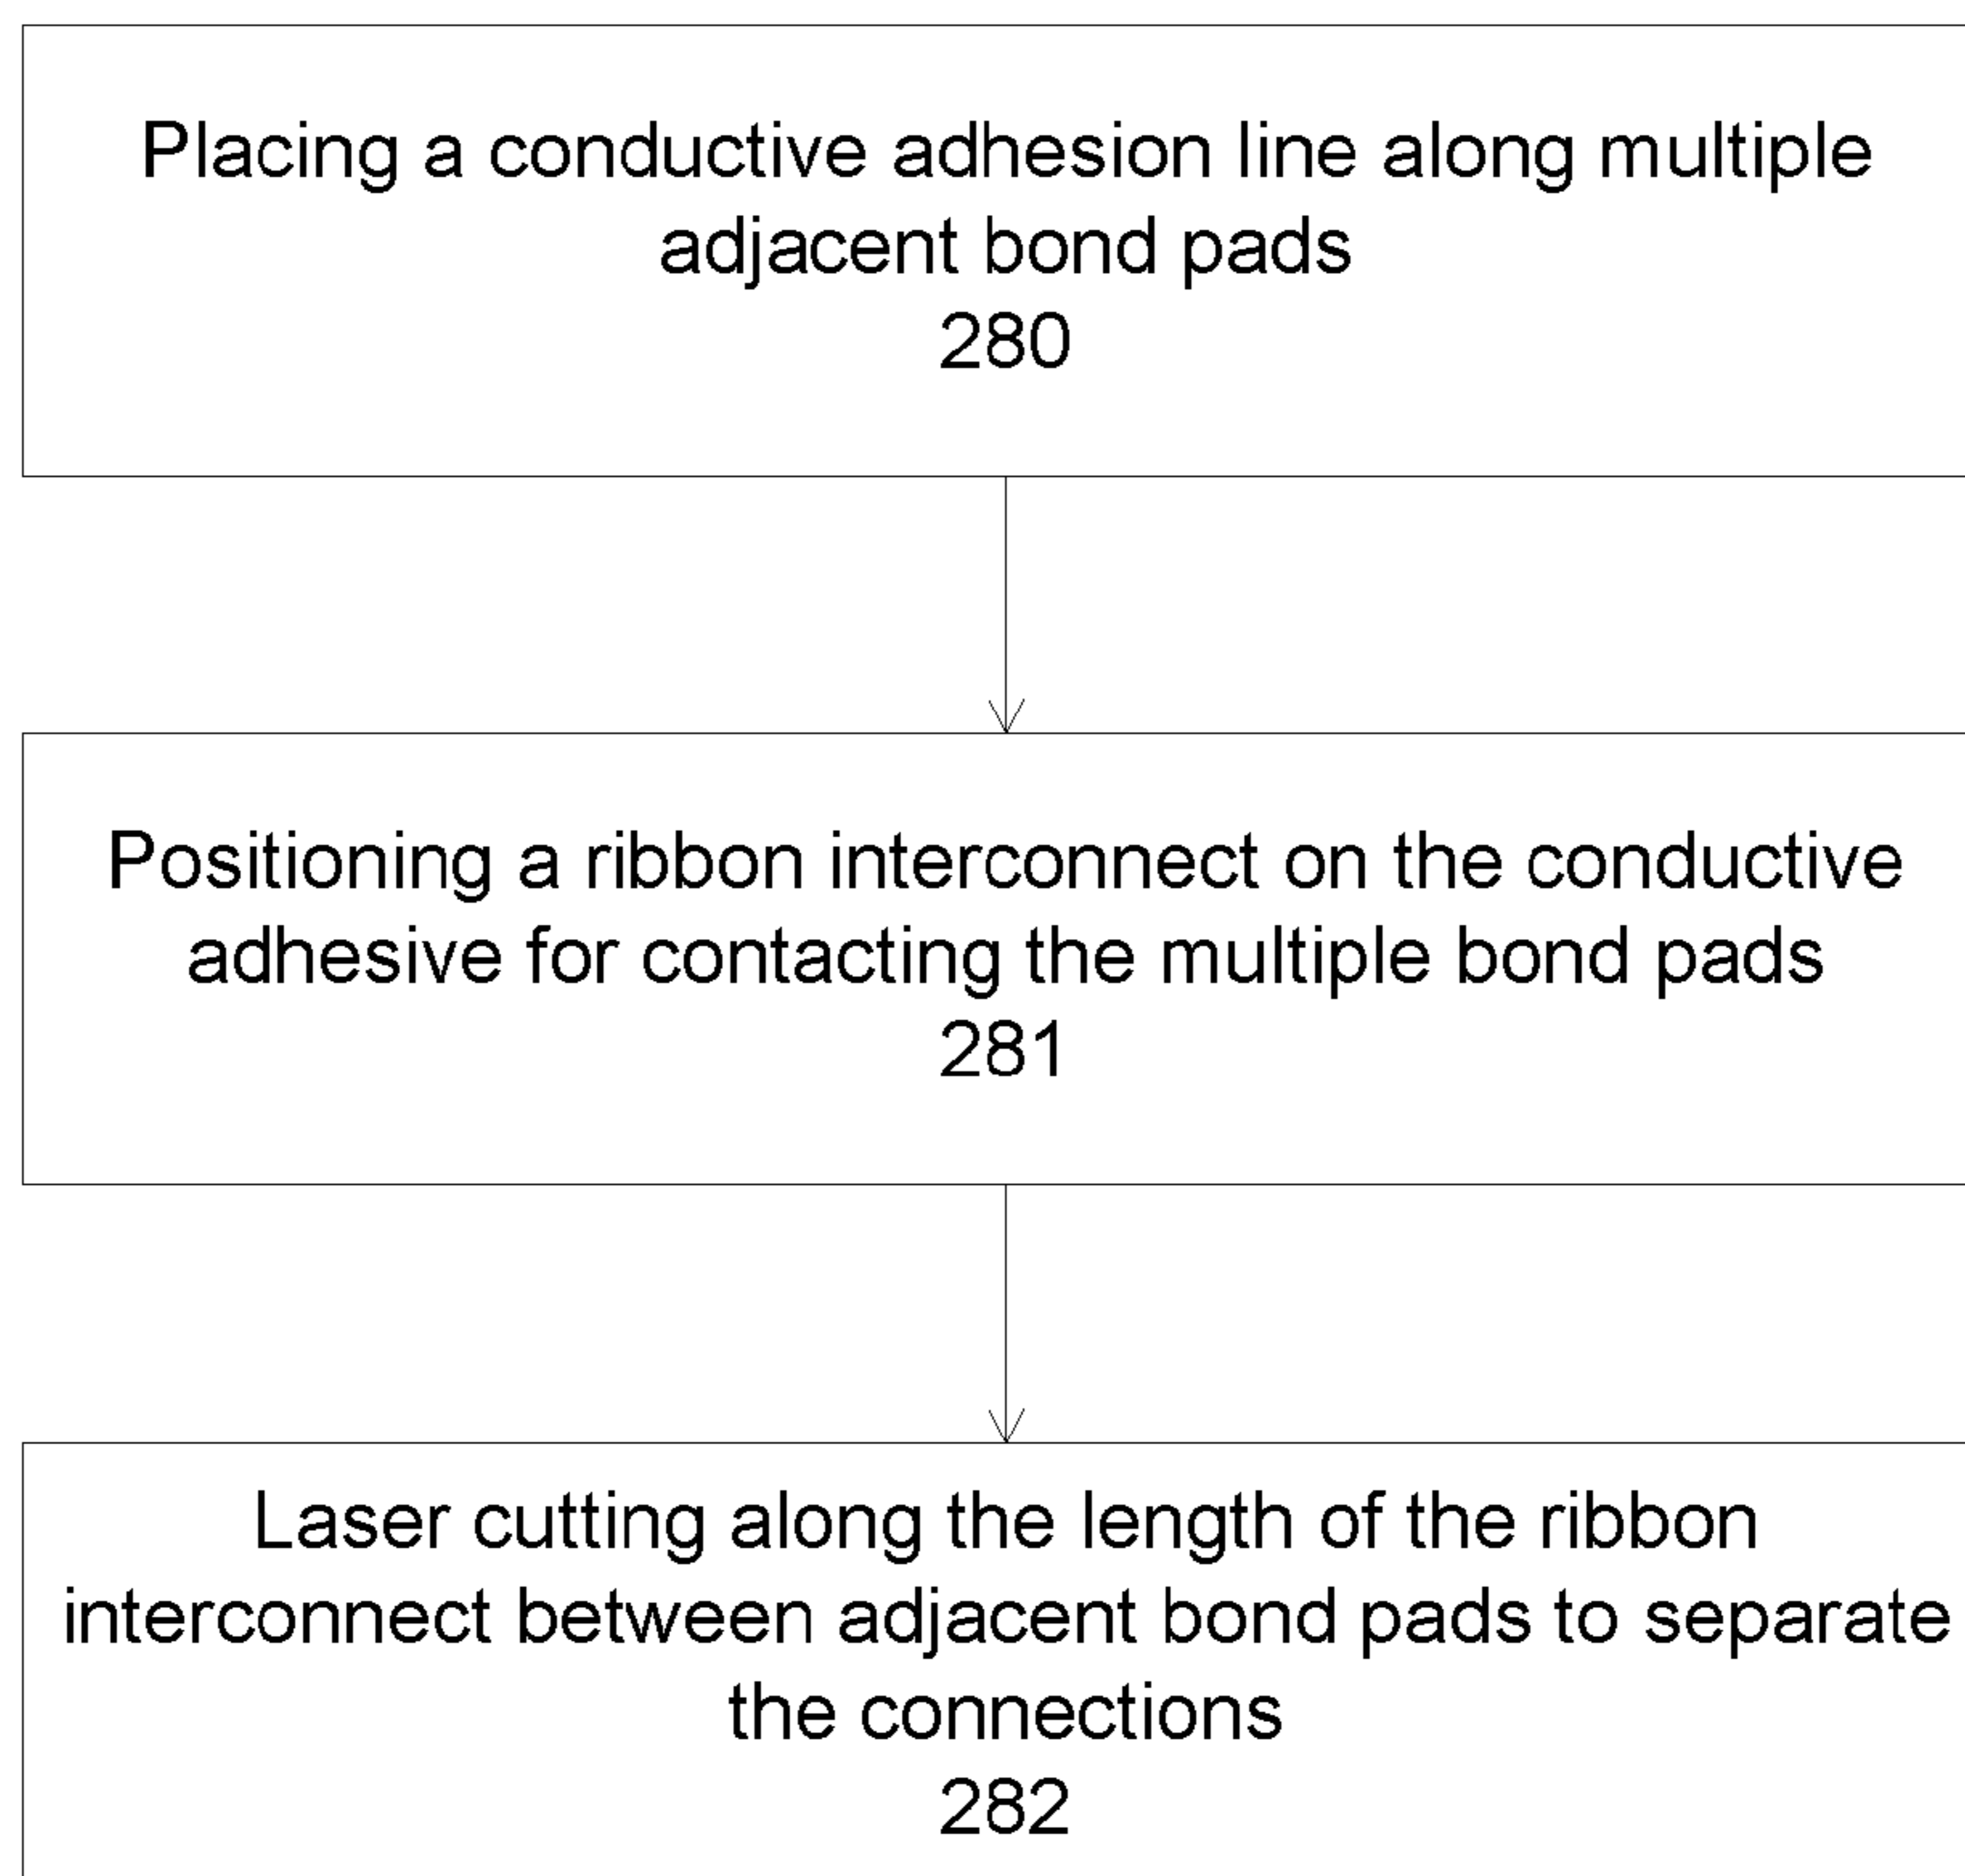 Placing a conductive adhesion line along multiple
adjacent bond pads
280
Positioning a ribbon interconnect on the conductive
adhesive for contacting the multiple bond pads
281
Laser cutting along the length of the ribbon
interconnect between adjacent bond pads to separate
the connections
282